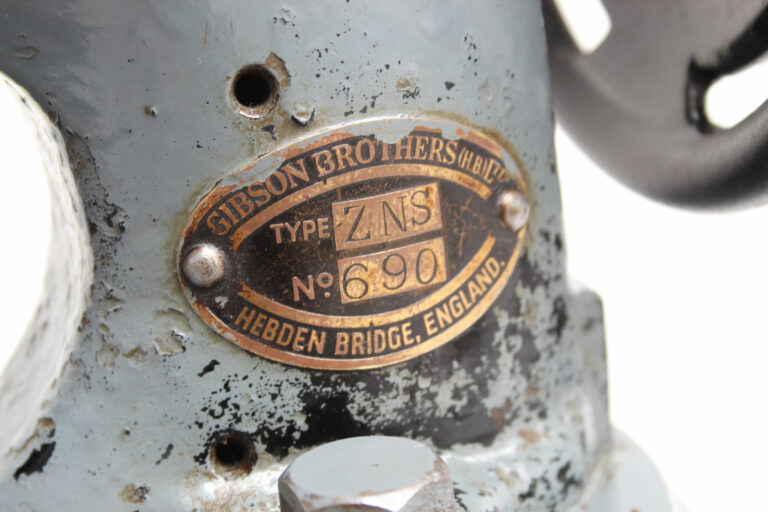 GIBSON BROTHERS (H.B.) LTD
TYPE ZNS
No. 690
HEBDEN BRIDGE, ENGLAND.